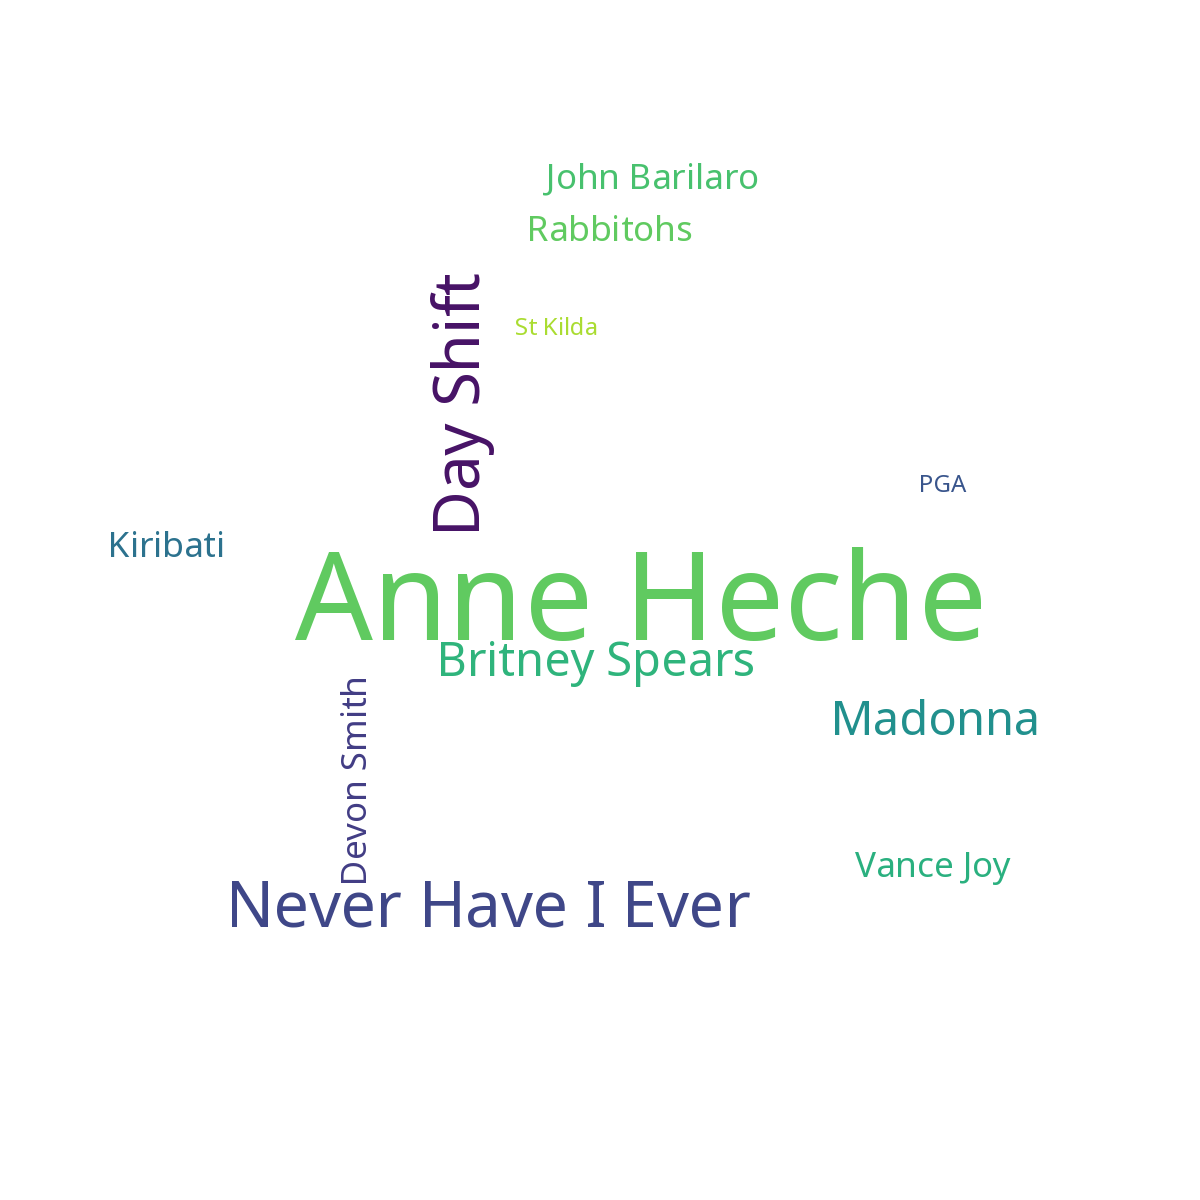 John Barilaro
Rabbitohs
Day Shift
St Kilda
PGA
Kiribati
Anne Heche
Britney Spears
Devon Smith
Madonna
Vance Joy
Never Have I Ever